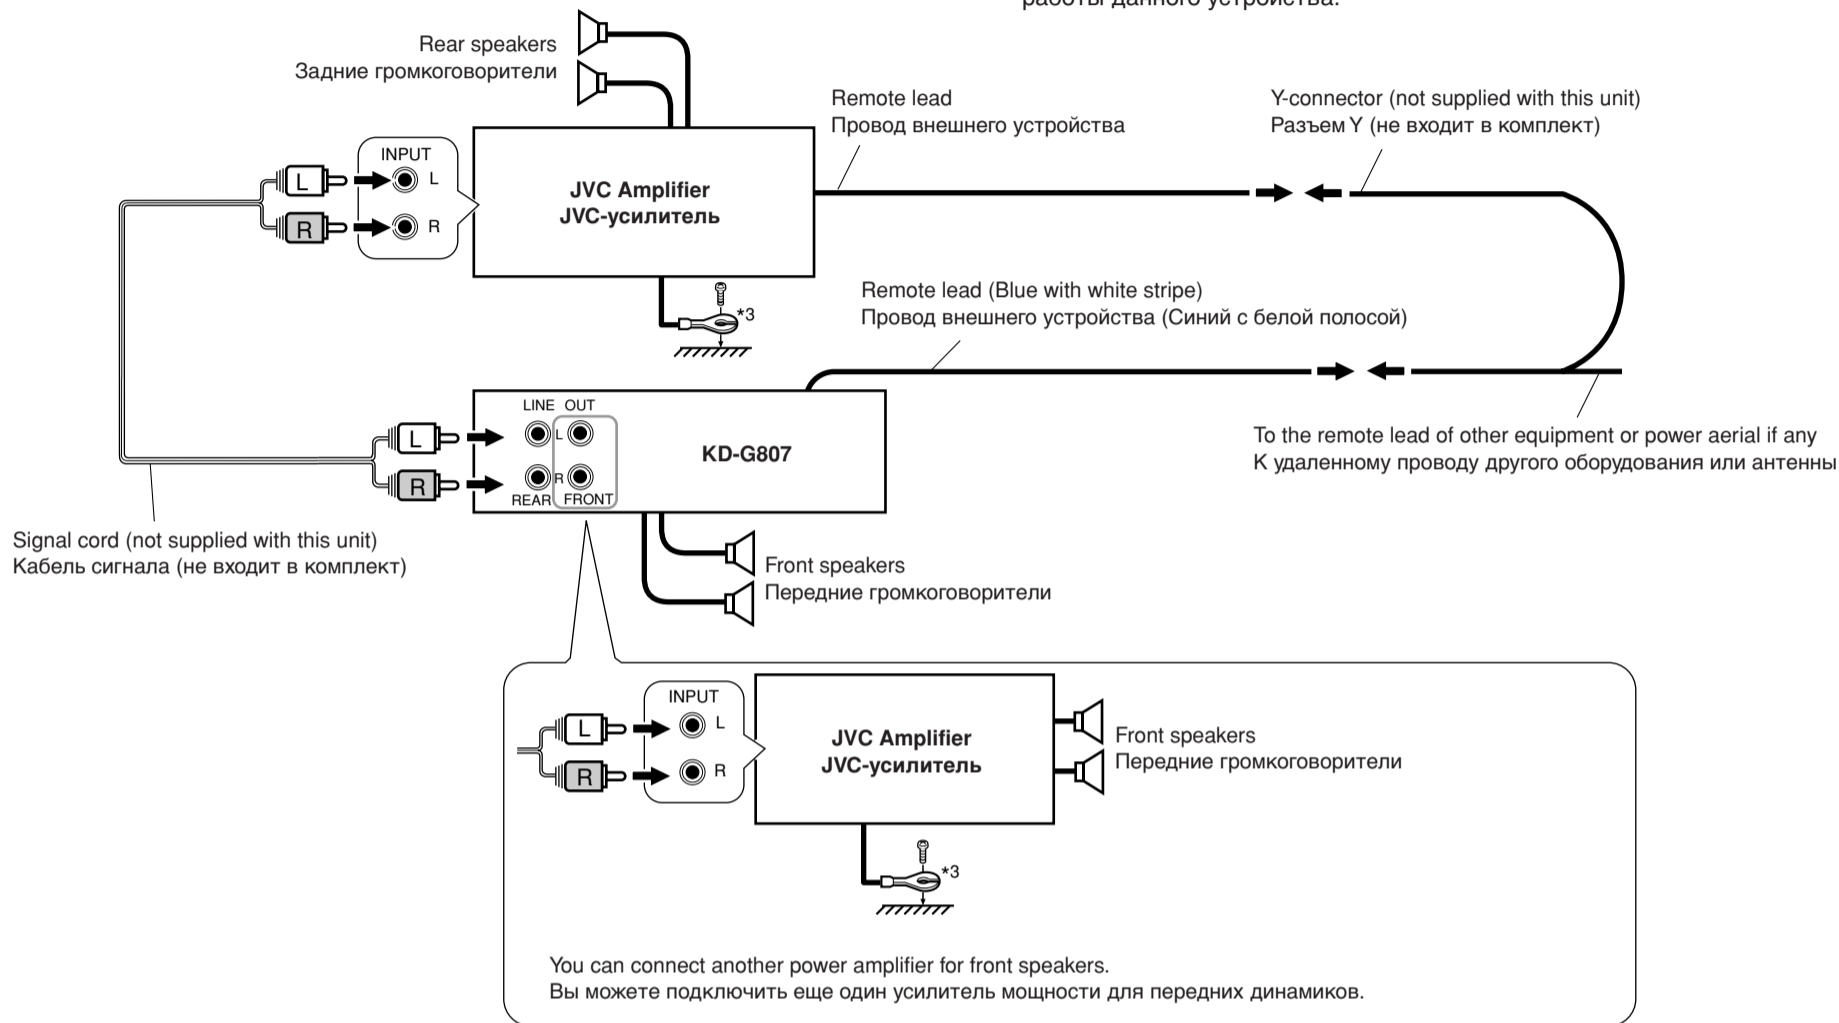 работы данного устройства.
Rear speakers
Задние громкоговорители
Remote lead
Провод внешнего устройства
Y-connector (not supplied with this unit)
Разъем Y (не входит в комплект)
INPUT
L
L
R
R
JVC Amplifier
JVC-усилитель
*3
Remote lead (Blue with white stripe)
Провод внешнего устройства (Синий с белой полосой)
LINE OUT
L
L
R
R
REAR FRONT
KD-G807
To the remote lead of other equipment or power aerial if any
К удаленному проводу другого оборудования или антенны
Signal cord (not supplied with this unit)
Кабель сигнала (не входит в комплект)
Front speakers
Передние громкоговорители
INPUT
L
L
R
R
JVC Amplifier
JVC-усилитель
Front speakers
Передние громкоговорители
*3
You can connect another power amplifier for front speakers.
Вы можете подключить еще один усилитель мощности для передних динамиков.